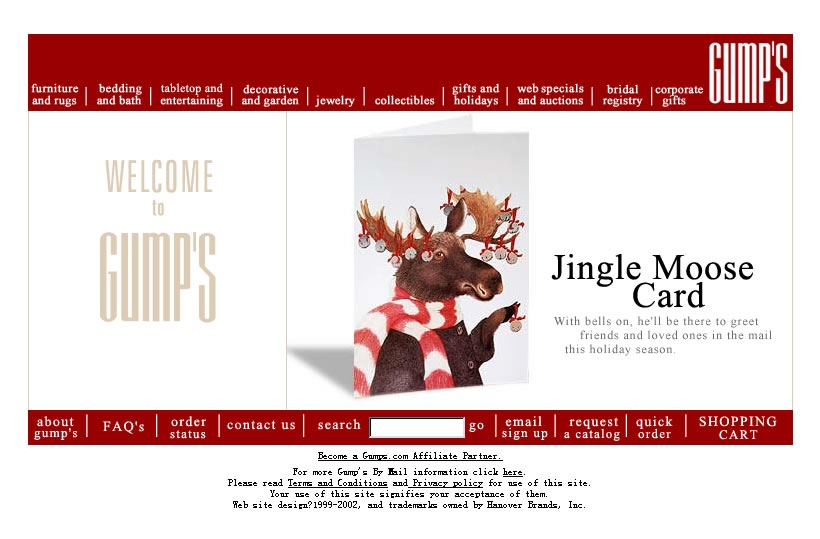 GUMP'S
furniture
and rugs
bedding
and bath
tabletop and
entertaining
decorative
and garden
jewelry
collectibles
gifts and
holidays
web specials
and auctions
bridal
registry
corporate
gifts
WELCOME
to
GUMP'S
Jingle Moose
Card
With bells on, he'll be there to greet
friends and loved ones in the mail
this holiday season.
about
gump's
FAQ's
order
status
contact us
search
go
email
sign up
request
a catalog
quick
order
SHOPPING
CART
Become a Gumps.com Affiliate Partner.
For more Gump's By Mail information click here.
Please read Terms and Conditions and Privacy policy for use of this site.
Your use of this site signifies your acceptance of them.
Web site design?1999-2002, and trademarks owned by Hanover Brands, Inc.